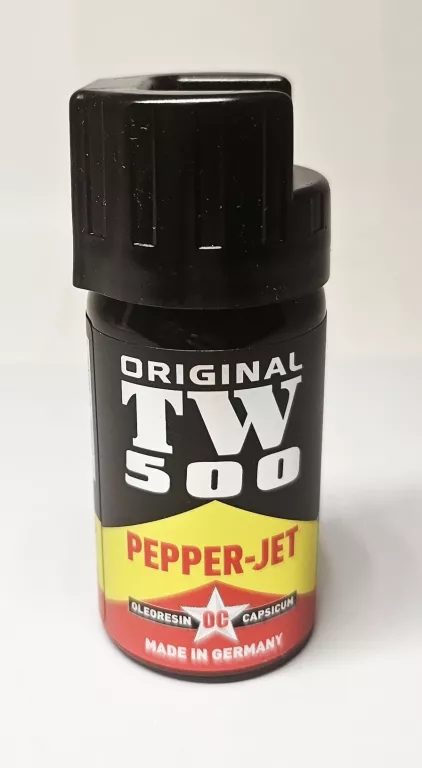 ORIGINAL
TW
500
PEPPER-JET
OLEORESIN OC CAPSICUM
MADE IN GERMANY